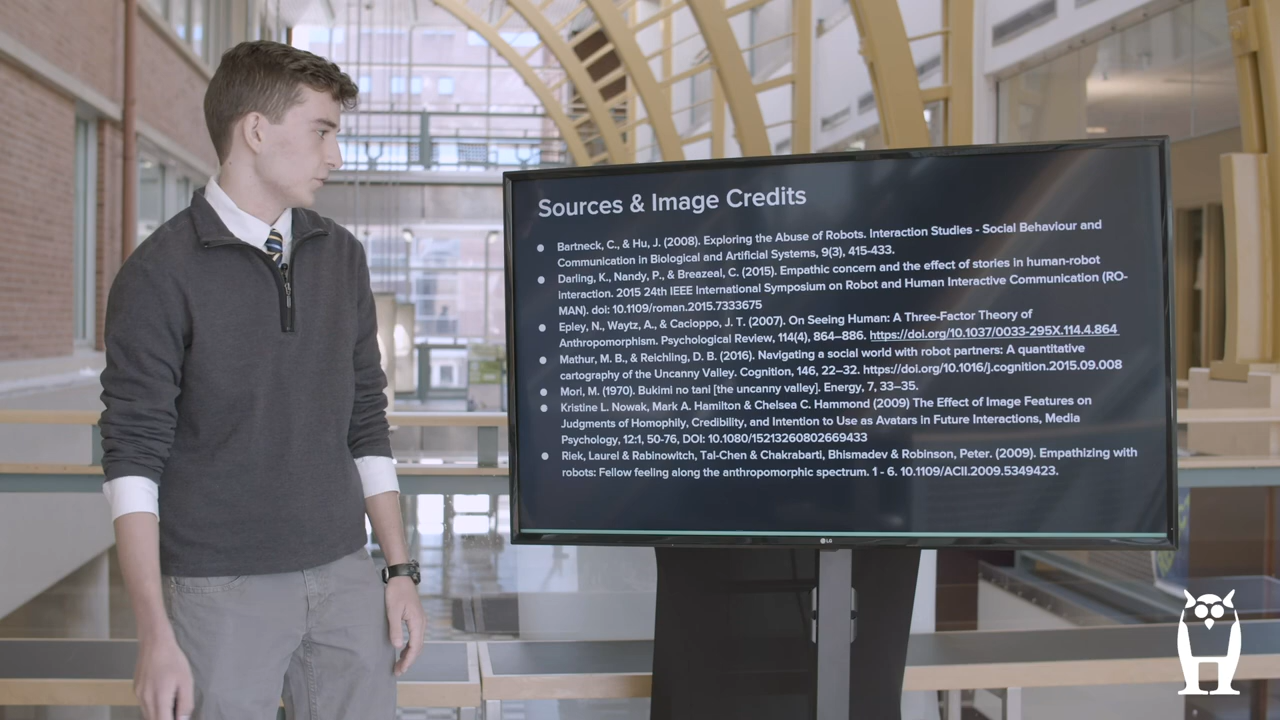 Sources & Image Credits
Bartneck, C., & Hu, J. (2008). Exploring the Abuse of Robots. Interaction Studies - Social Behaviour and
Communication in Biological and Artificial Systems, 9(3), 415-433.
Darling, K., Nandy, P., & Breazeal, C. (2015). Empathic concern and the effect of stories in human-robot
interaction. 2015 24th IEEE International Symposium on Robot and Human Interactive Communication (RO-
MAN). doi: 10.1109/roman.2015.7333675
Epley, N., Waytz, A., & Cacioppo, J. T. (2007). On Seeing Human: A Three-Factor Theory of
Anthropomorphism. Psychological Review, 114(4), 864–886. https://doi.org/10.1037/0033-295X.114.4.864
Mathur, M. B., & Reichling, D. B. (2016). Navigating a social world with robot partners: A quantitative
cartography of the Uncanny Valley. Cognition, 146, 22–32. https://doi.org/10.1016/j.cognition.2015.09.008
Mori, M. (1970). Bukimi no tani [the uncanny valley]. Energy, 7, 33–35.
Kristine L. Nowak, Mark A. Hamilton & Chelsea C. Hammond (2009) The Effect of Image Features on
Judgments of Homophily, Credibility, and Intention to Use as Avatars in Future Interactions, Media
Psychology, 12:1, 50-76, DOI: 10.1080/15213260802669433
Riek, Laurel & Rabinowitch, Tal-Chen & Chakrabarti, Bhismadev & Robinson, Peter. (2009). Empathizing with
robots: Fellow feeling along the anthropomorphic spectrum. 1 - 6. 10.1109/ACII.2009.5349423.
LG